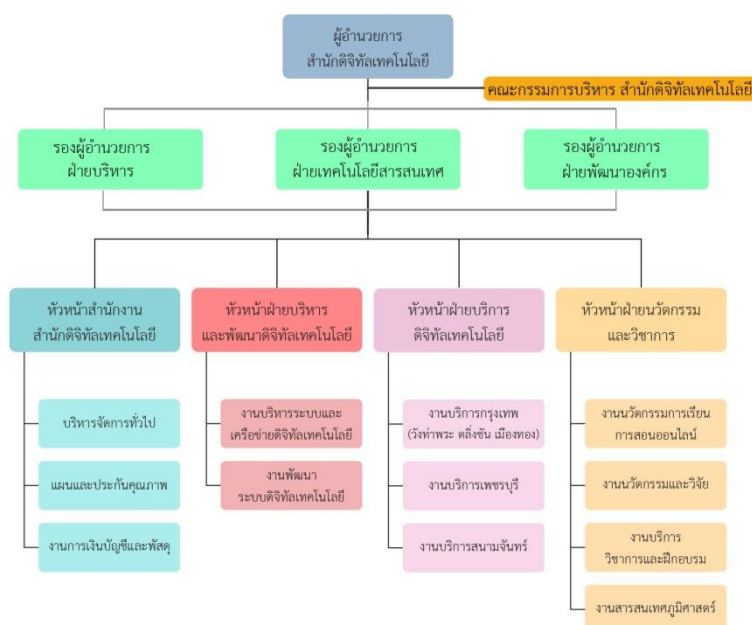 ผู้อำนวยการ
สำนักดิจิทัลเทคโนโลยี
คณะกรรมการบริหาร สำนักดิจิทัลเทคโนโลยี
รองผู้อำนวยการ
ฝ่ายบริหาร
รองผู้อำนวยการ
ฝ่ายเทคโนโลยีสารสนเทศ
รองผู้อำนวยการ
ฝ่ายพัฒนาองค์กร
หัวหน้าสำนักงาน
สำนักดิจิทัลเทคโนโลยี
บริหารจัดการทั่วไป
แผนและประกันคุณภาพ
งานการเงินบัญชีและพัสดุ
หัวหน้าฝ่ายบริหาร
และพัฒนาดิจิทัลเทคโนโลยี
งานบริหารระบบและ
เครือข่ายดิจิทัลเทคโนโลยี
งานพัฒนา
ระบบดิจิทัลเทคโนโลยี
หัวหน้าฝ่ายบริการ
ดิจิทัลเทคโนโลยี
งานบริการกรุงเทพ
(วังท่าพระ ตลิ่งชัน เมืองทอง)
งานบริการเพชรบุรี
งานบริการสนามจันทร์
หัวหน้าฝ่ายนวัตกรรม
และวิชาการ
งานนวัตกรรมการเรียน
การสอนออนไลน์
งานนวัตกรรมและวิจัย
งานบริการ
วิชาการและฝึกอบรม
งานสารสนเทศภูมิศาสตร์